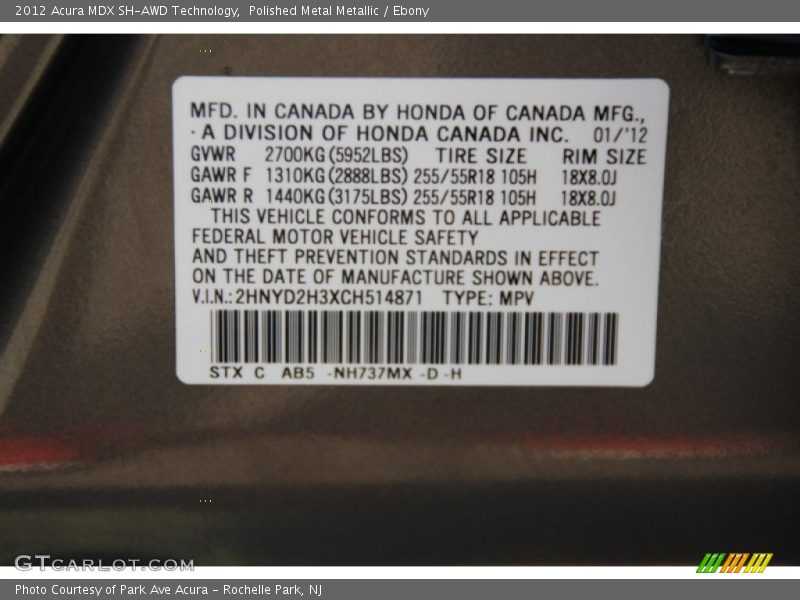 2012 Acura MDX SH-AWD Technology,  Polished Metal Metallic / Ebony
MFD. IN CANADA BY HONDA OF CANADA MFG.,
· A DIVISION OF HONDA CANADA INC. 01/'12
GVWR 2700KG (5952LBS) TIRE SIZE RIM SIZE
GAWR F 1310KG (2888LBS) 255/55R18 105H 18X8.0J
GAWR R 1440KG (3175LBS) 255/55R18 105H 18X8.0J
THIS VEHICLE CONFORMS TO ALL APPLICABLE
FEDERAL MOTOR VEHICLE SAFETY
AND THEFT PREVENTION STANDARDS IN EFFECT
ON THE DATE OF MANUFACTURE SHOWN ABOVE.
V.I.N.:2HNYD2H3XCH514871 TYPE: MPV
STX C AB5 -NH737MX -D -H
GTCARLOT.COM
Photo Courtesy of Park Ave Acura - Rochelle Park, NJ